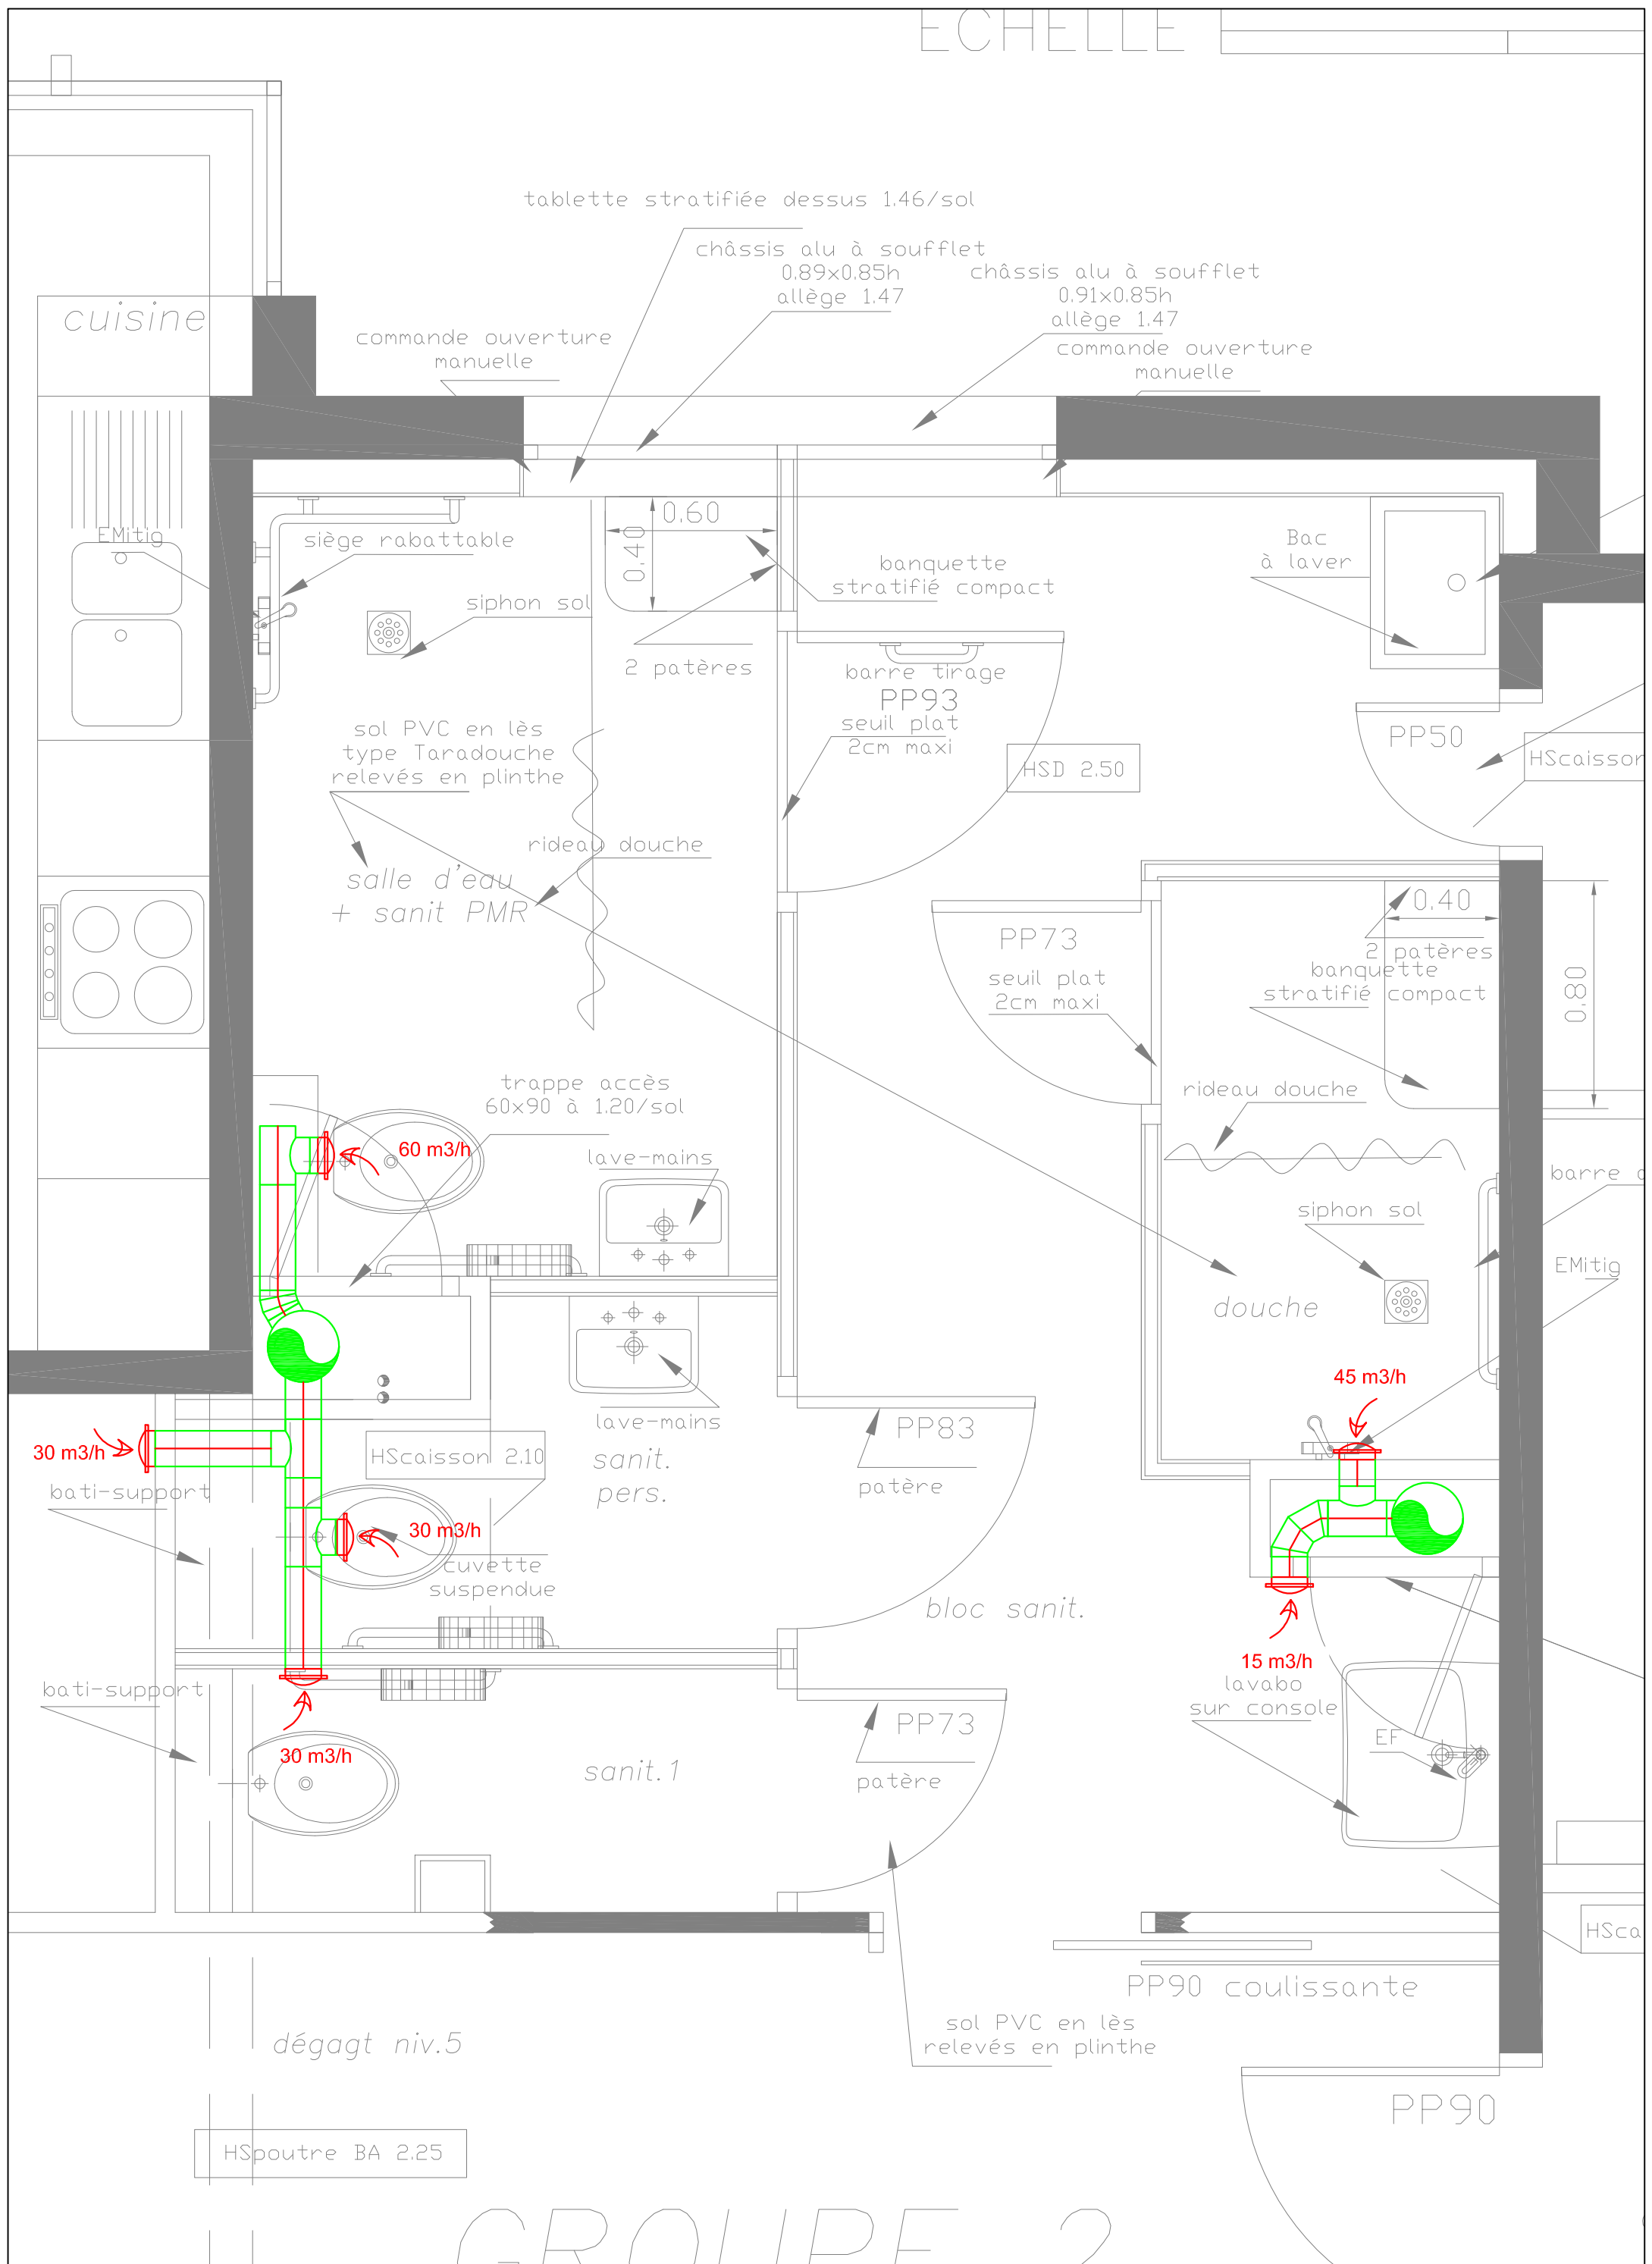 ECHELLE
tablette stratifiée dessus 1.46/sol
châssis alu à soufflet
0.89x0.85h
allège 1.47
châssis alu à soufflet
0.91x0.85h
allège 1.47
cuisine
commande ouverture
manuelle
commande ouverture
manuelle
EMitig
siège rabattable
0.60
0.40
banquette
stratifié compact
Bac
à laver
siphon sol
2 patères
barre tirage
PP93
seuil plat
2cm maxi
sol PVC en lès
type Taradouche
relevés en plinthe
HSD 2.50
PP50
HScaisson
rideau douche
salle d'eau
+ sanit PMR
PP73
seuil plat
2cm maxi
0.40
2 patères
banquette
stratifié compact
0.80
trappe accès
60x90 à 1.20/sol
rideau douche
60 m3/h
lave-mains
barre
siphon sol
EMitig
douche
45 m3/h
lave-mains
30 m3/h
HScaisson 2.10
sanit.
pers.
PP83
patère
bati-support
30 m3/h
cuvette
suspendue
bloc sanit.
15 m3/h
lavabo
sur console
bati-support
PP73
EF
30 m3/h
sanit.1
patère
HSca
PP90 coulissante
sol PVC en lès
relevés en plinthe
dégagt niv.5
PP90
HSpoutre BA 2.25
GROUPE 2